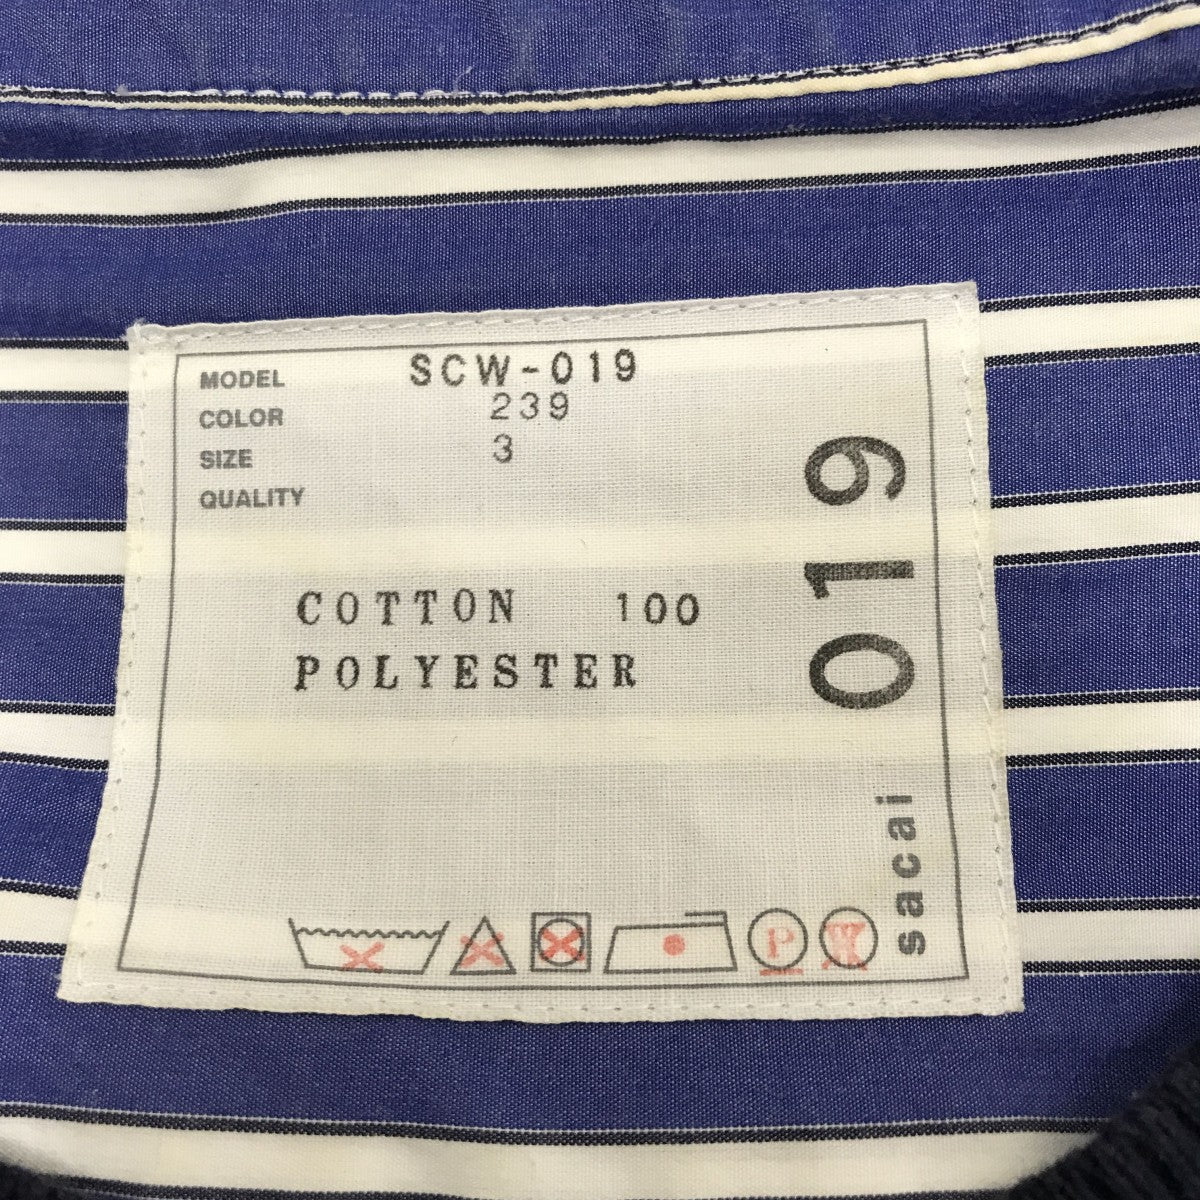 MODEL SCW-019
COLOR 239
SIZE 3
QUALITY
COTTON 100
POLYESTER
019
sacai
P
W